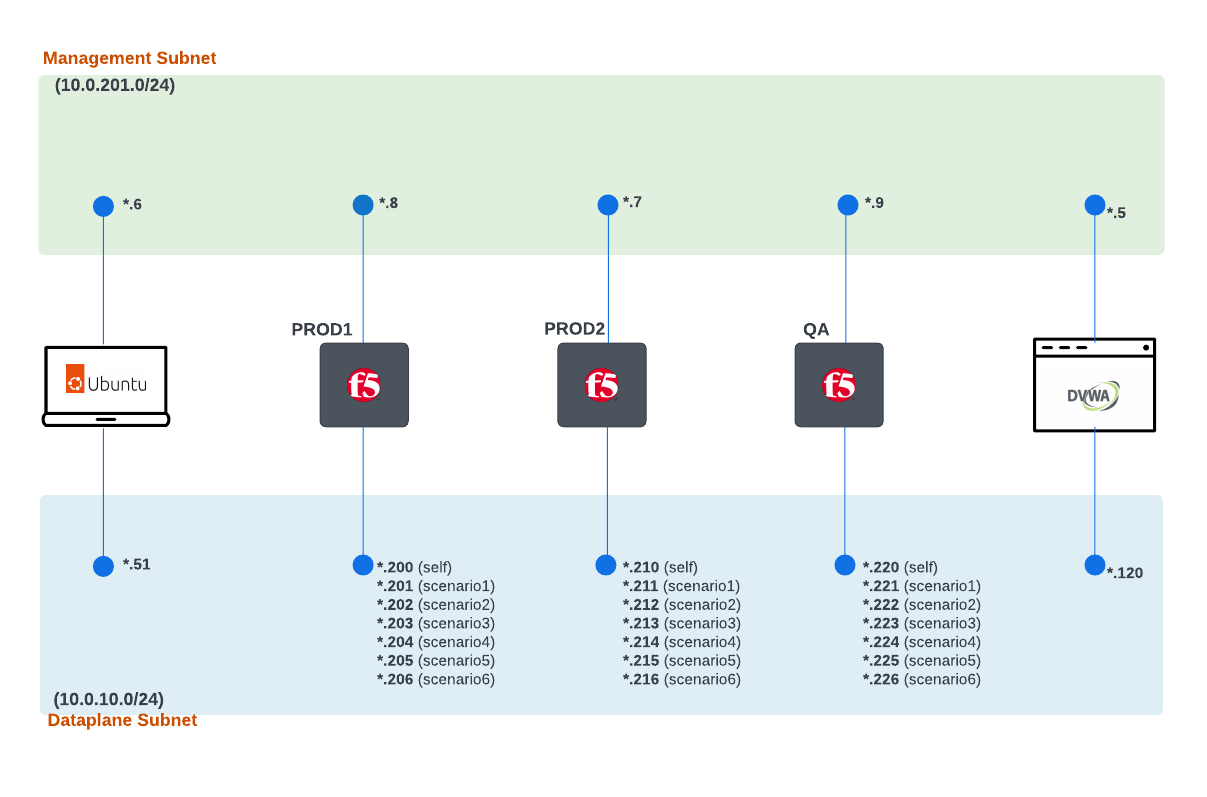 Management Subnet
(10.0.201.0/24)
*.6
*.8
*.7
*.9
*.5
PROD1
PROD2
QA
Ubuntu
f5
f5
f5
DVWA
*.51
*.200 (self)
*.201 (scenario1)
*.202 (scenario2)
*.203 (scenario3)
*.204 (scenario4)
*.205 (scenario5)
*.206 (scenario6)
*.210 (self)
*.211 (scenario1)
*.212 (scenario2)
*.213 (scenario3)
*.214 (scenario4)
*.215 (scenario5)
*.216 (scenario6)
*.220 (self)
*.221 (scenario1)
*.222 (scenario2)
*.223 (scenario3)
*.224 (scenario4)
*.225 (scenario5)
*.226 (scenario6)
*.120
(10.0.10.0/24)
Dataplane Subnet